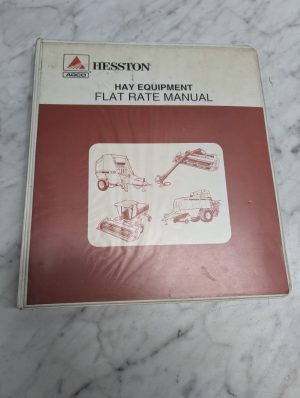 HESSTON
AGCO
HAY EQUIPMENT
FLAT RATE MANUAL